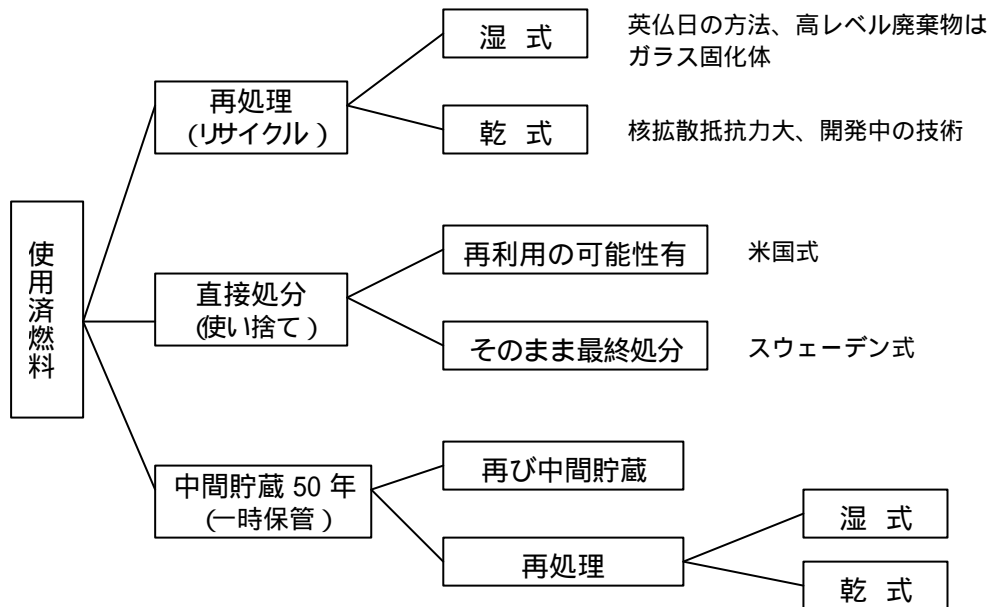 使用済燃料
再処理
(リサイクル)
湿 式
英仏日の方法、高レベル廃棄物は
ガラス固化体
乾 式
核拡散抵抗力大、開発中の技術
直接処分
(使い捨て)
再利用の可能性有
米国式
そのまま最終処分
スウェーデン式
中間貯蔵 50 年
(一時保管)
再び中間貯蔵
再処理
湿 式
乾 式